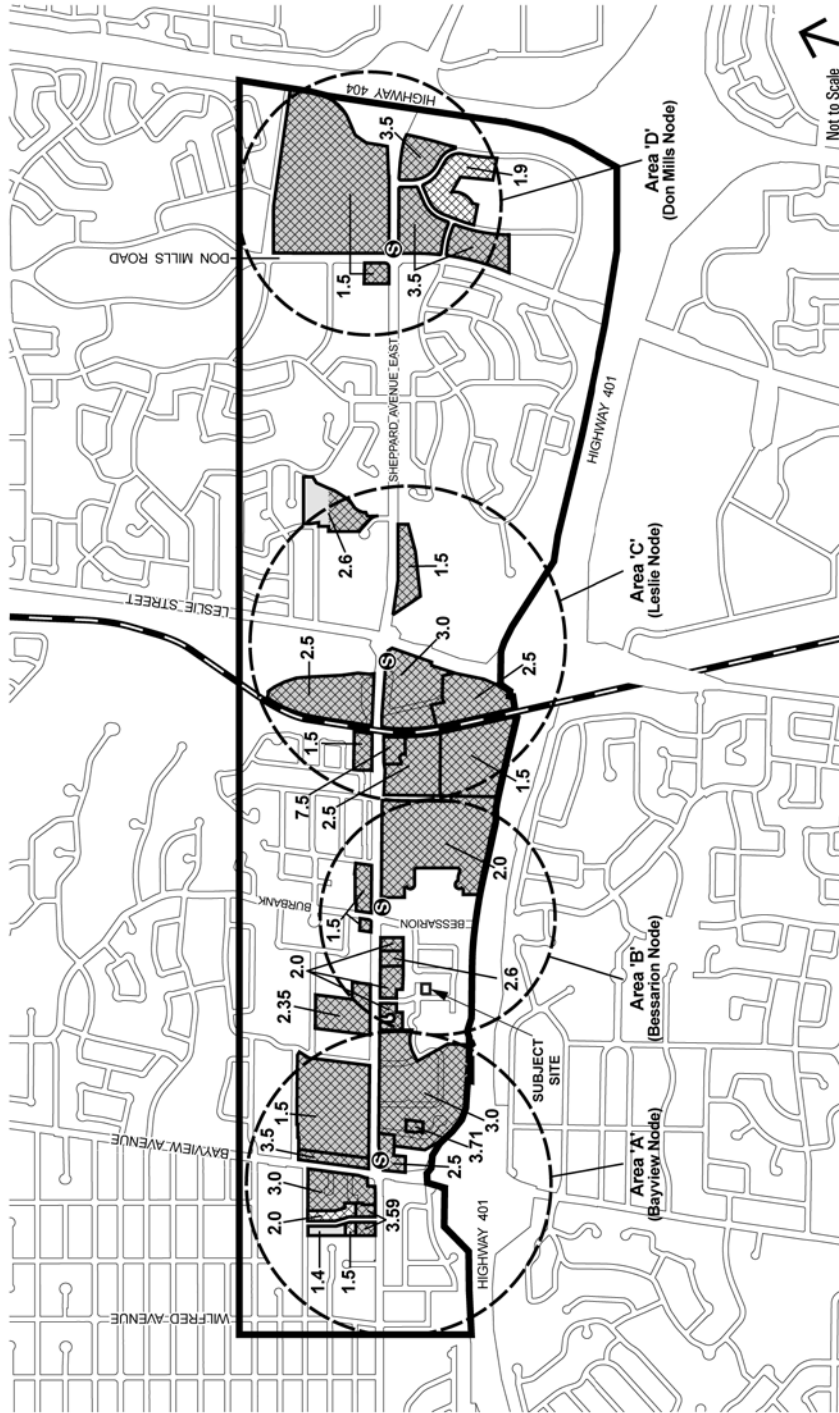 WILFRED AVENUE
BAYVIEW AVENUE
BURBANK
BESSARION
LESLIE STREET
SHEPPARD AVENUE EAST
DON MILLS ROAD
HIGHWAY 404
HIGHWAY 401
HIGHWAY 401
1.4
1.5
2.0
3.0
3.59
3.5
1.5
2.5
3.71
3.0
2.35
2.0
2.6
1.5
2.0
7.5
2.5
1.5
1.5
2.5
3.0
2.5
2.6
1.5
1.5
3.5
3.5
1.9
S
S
S
S
SUBJECT
SITE
Area 'A'
(Bayview Node)
Area 'B'
(Bessarion Node)
Area 'C'
(Leslie Node)
Area 'D'
(Don Mills Node)
Not to Scale